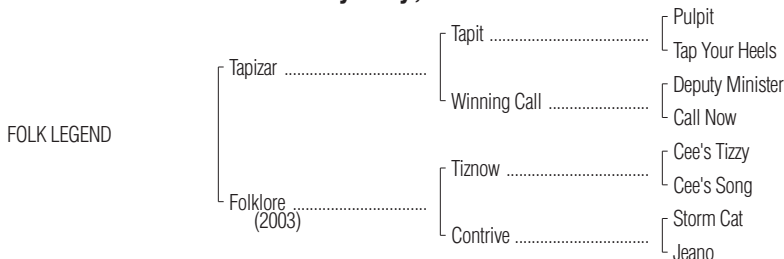 Pulpit
Tapit ........................................
Tap Your Heels
Tapizar ....................................
Deputy Minister
Winning Call .........................
Call Now
FOLK LEGEND
Cee's Tizzy
Tiznow ....................................
Cee's Song
Folklore ..................................
(2003)
Storm Cat
Contrive ..................................
Jeano